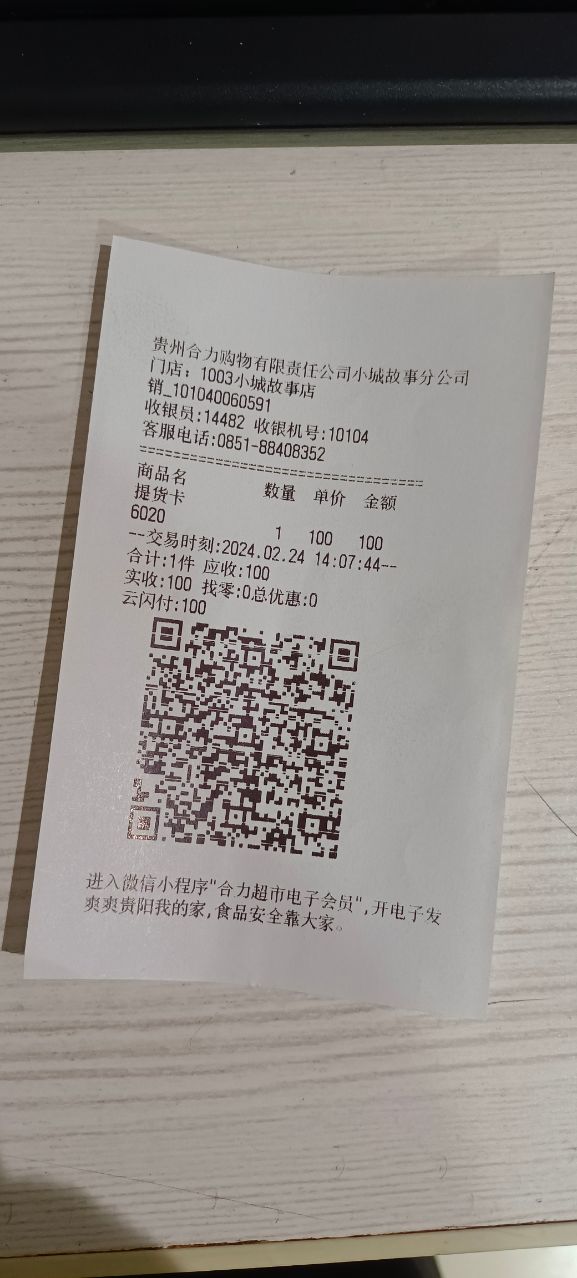 贵州合力购物有限责任公司小城故事分公司
门店：1003小城故事店
销_101040060591
收银员:14482 收银机号:10104
客服电话:0851-88408352
================================
商品名 数量 单价 金额
提货卡
6020 1 100 100
--交易时刻:2024.02.24 14:07:44--
合计:1件 应收:100
实收:100 找零:0总优惠:0
云闪付:100
进入微信小程序"合力超市电子会员",开电子发
爽爽贵阳我的家,食品安全靠大家。